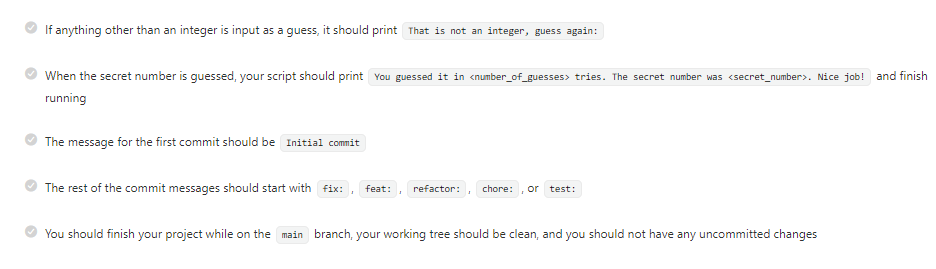 If anything other than an integer is input as a guess, it should print That is not an integer, guess again:
When the secret number is guessed, your script should print You guessed it in <number_of_guesses> tries. The secret number was <secret_number>. Nice job! and finish
running
The message for the first commit should be Initial commit
The rest of the commit messages should start with fix: , feat: , refactor: , chore: , or test:
You should finish your project while on the main branch, your working tree should be clean, and you should not have any uncommitted changes